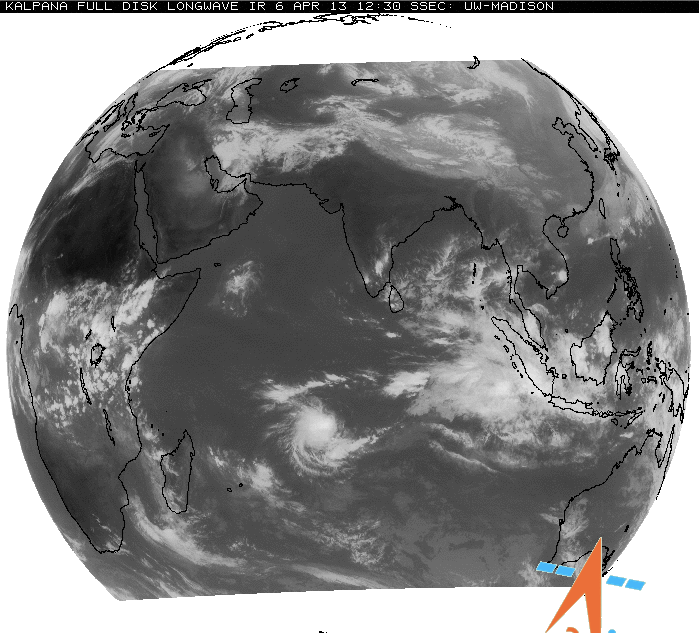 KALPANA FULL DISK LONGWAVE IR 6 APR 13 12:30 SSEC: UW-MADISON